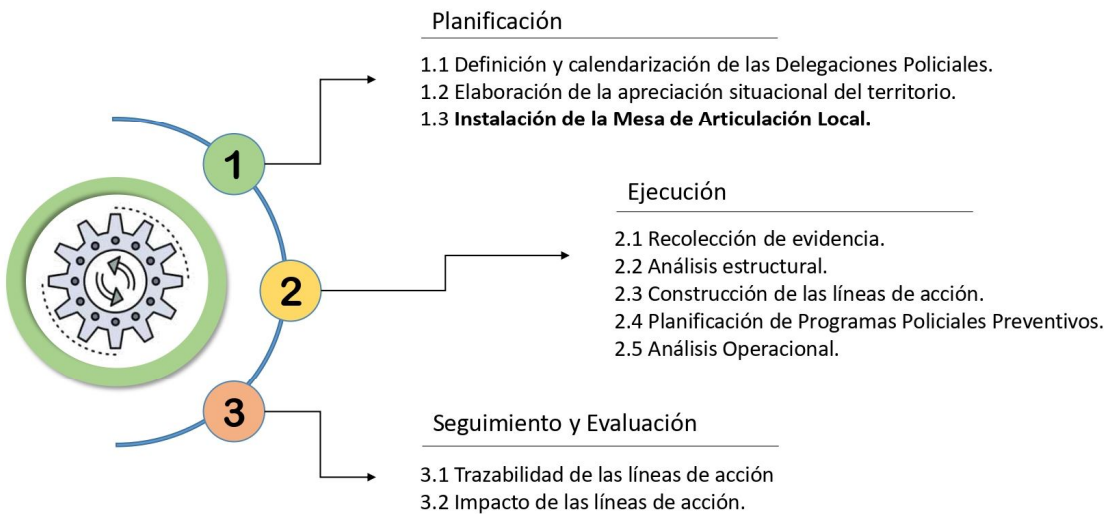 Planificación
1.1 Definición y calendarización de las Delegaciones Policiales.
1.2 Elaboración de la apreciación situacional del territorio.
1.3 Instalación de la Mesa de Articulación Local.
1
Ejecución
2.1 Recolección de evidencia.
2.2 Análisis estructural.
2.3 Construcción de las líneas de acción.
2.4 Planificación de Programas Policiales Preventivos.
2.5 Análisis Operacional.
2
3
Seguimiento y Evaluación
3.1 Trazabilidad de las líneas de acción
3.2 Impacto de las líneas de acción.